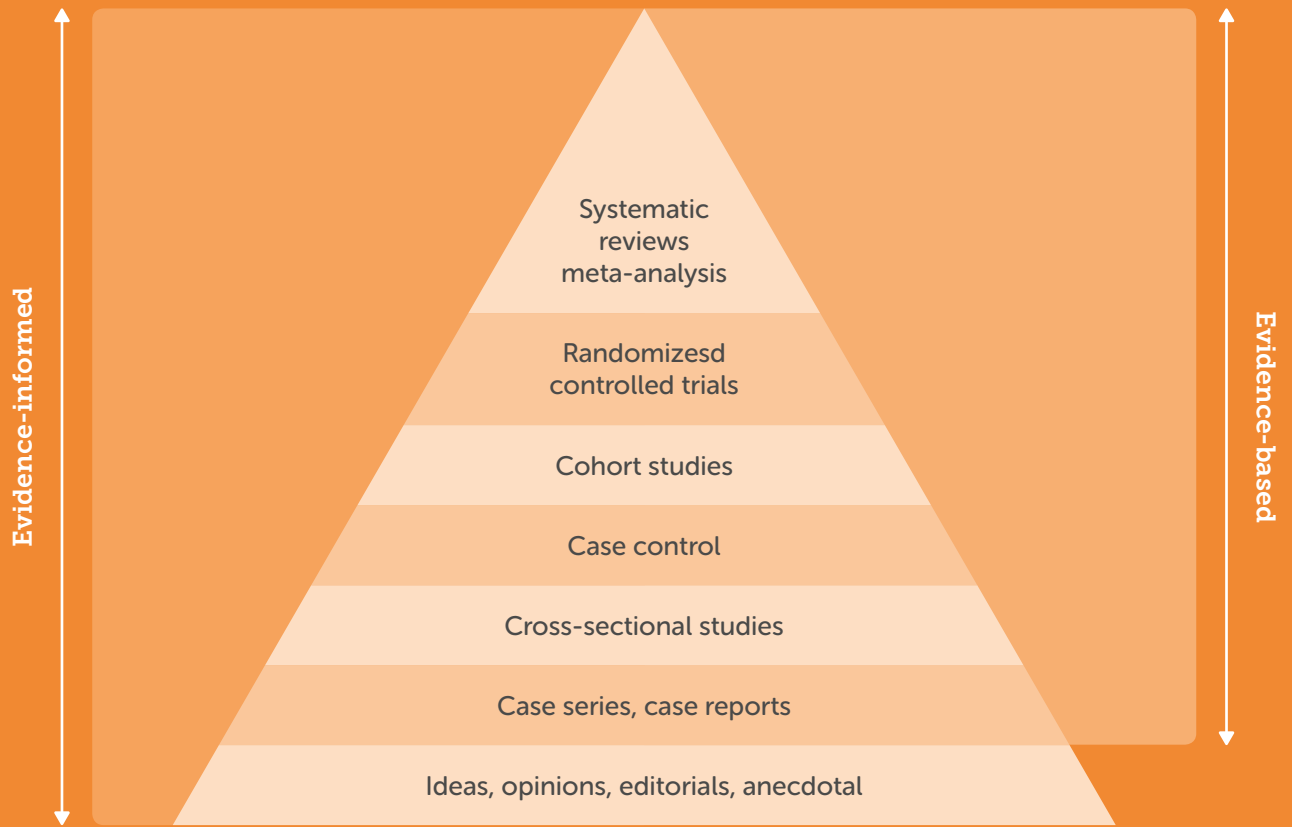 Evidence-informed
Systematic
reviews
meta-analysis
Randomizesd
controlled trials
Cohort studies
Case control
Cross-sectional studies
Case series, case reports
Ideas, opinions, editorials, anecdotal
Evidence-based